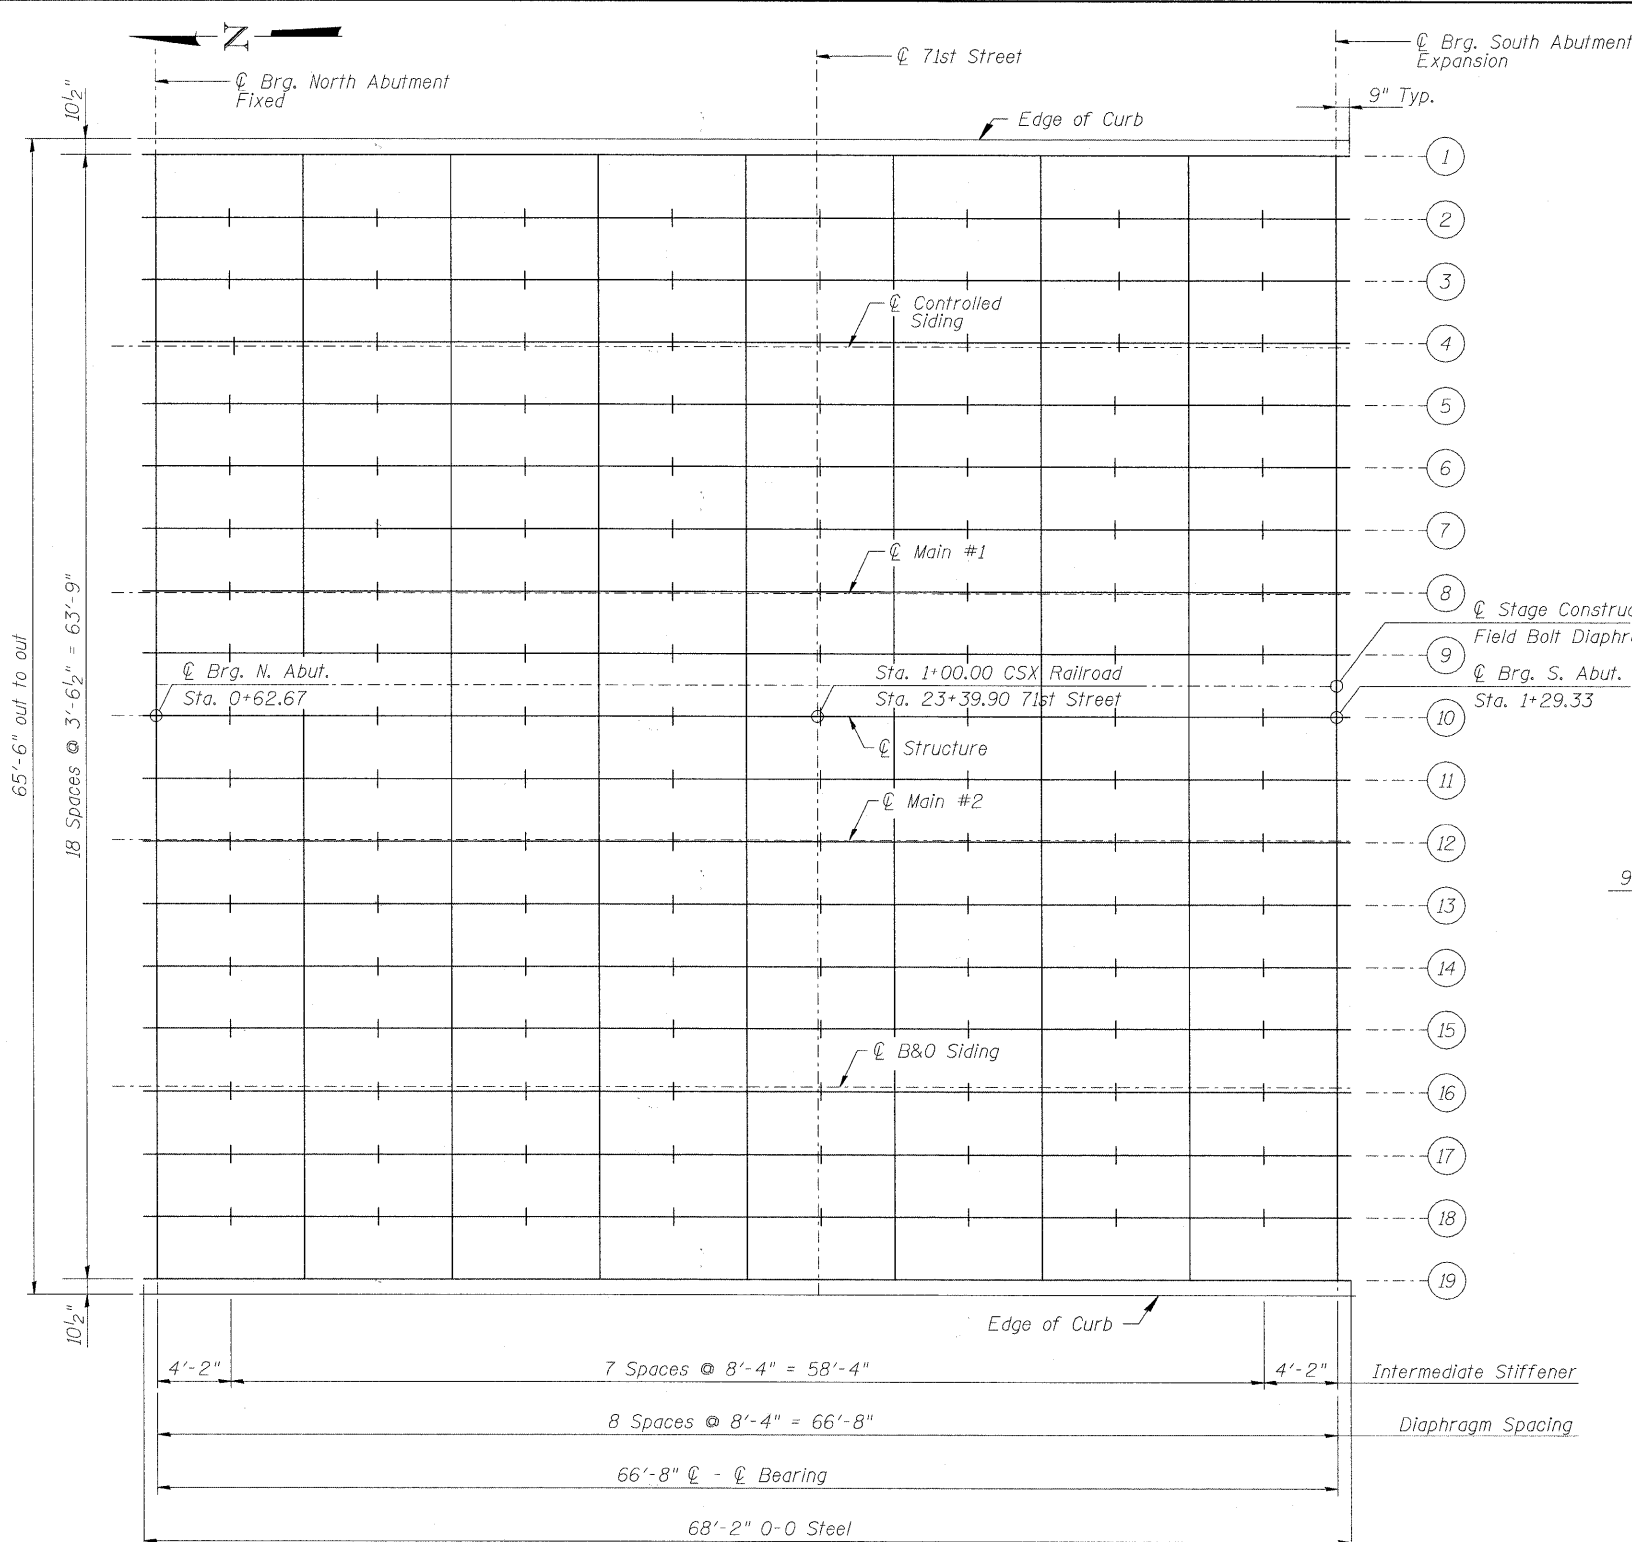 N
℄ Brg. North Abutment
Fixed
℄ 71st Street
℄ Brg. South Abutment
Expansion
9" Typ.
10½"
Edge of Curb
1
2
3
℄ Controlled
Siding
4
5
6
7
℄ Main #1
8
℄ Stage Construc
Field Bolt Diaphr
9
℄ Brg. N. Abut.
Sta. 0+62.67
Sta. 1+00.00 CSX Railroad
Sta. 23+39.90 71st Street
℄ Brg. S. Abut.
Sta. 1+29.33
10
℄ Structure
11
℄ Main #2
12
9
13
14
15
℄ B&O Siding
16
17
18
19
65'-6" out to out
18 Spaces @ 3'-6½" = 63'-9"
10½"
Edge of Curb
4'-2"
7 Spaces @ 8'-4" = 58'-4"
4'-2"
Intermediate Stiffener
8 Spaces @ 8'-4" = 66'-8"
Diaphragm Spacing
66'-8" ℄ - ℄ Bearing
68'-2" O-O Steel